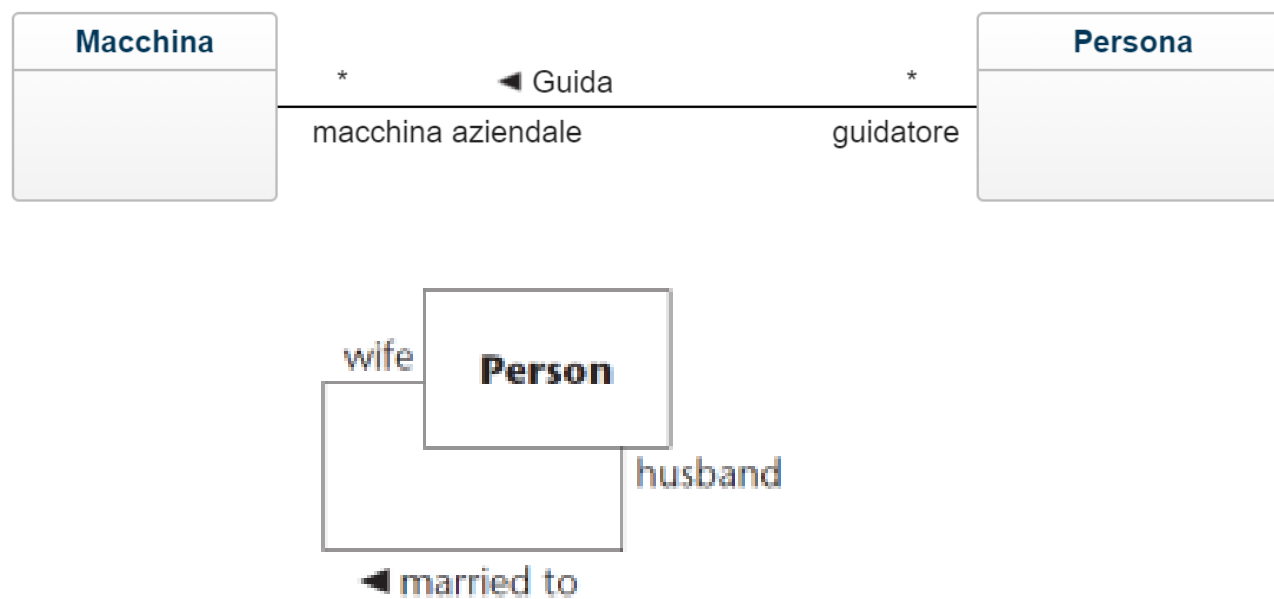 Macchina
Persona
* ◄ Guida *
macchina aziendale guidatore
wife
Person
husband
◄ married to